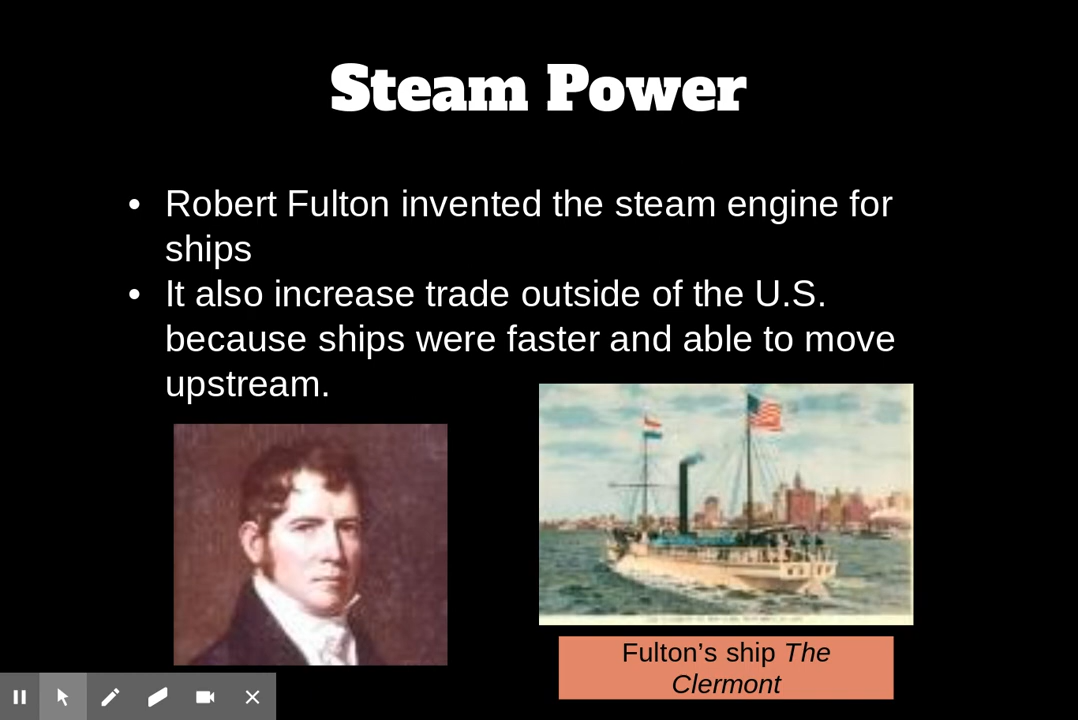 Steam Power
• Robert Fulton invented the steam engine for
ships
• It also increase trade outside of the U.S.
because ships were faster and able to move
upstream.
Fulton’s ship The
Clermont